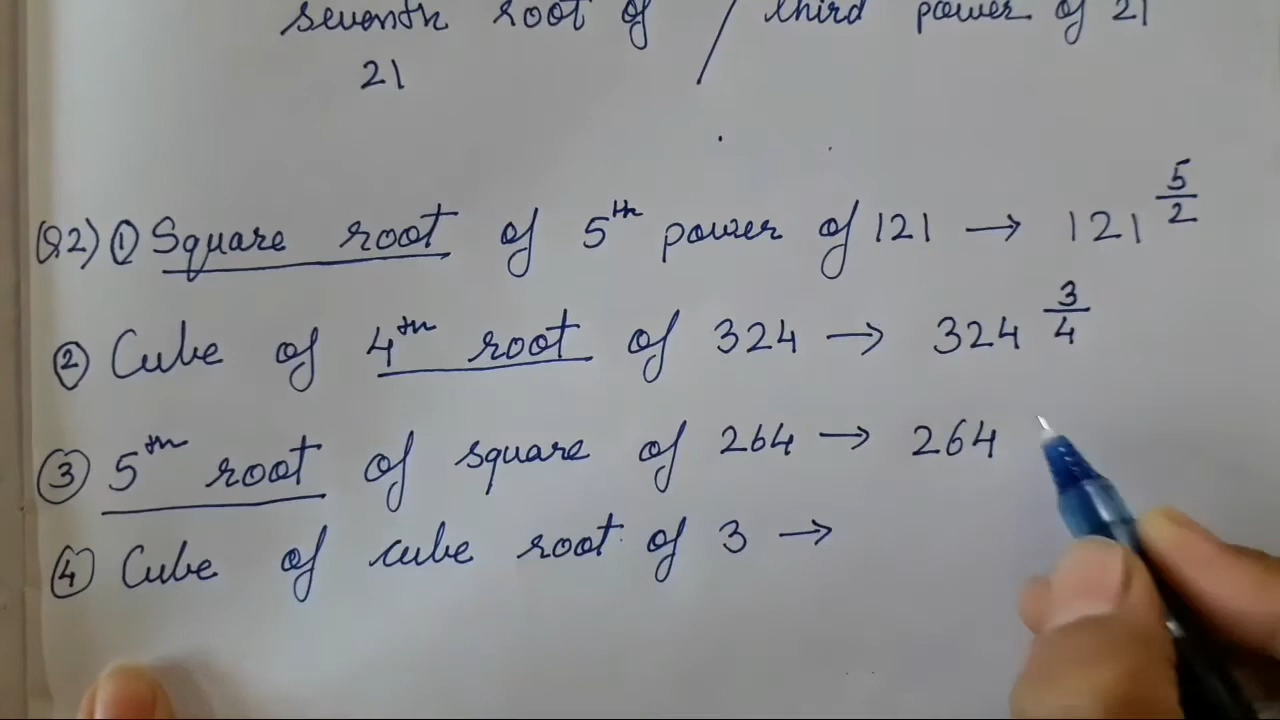 seventh root of / third power of 21
21
Q2) ① Square root of 5th power of 121 → 121^(5/2)
② Cube of 4th root of 324 → 324^(3/4)
③ 5th root of square of 264 → 264
④ Cube of cube root of 3 →